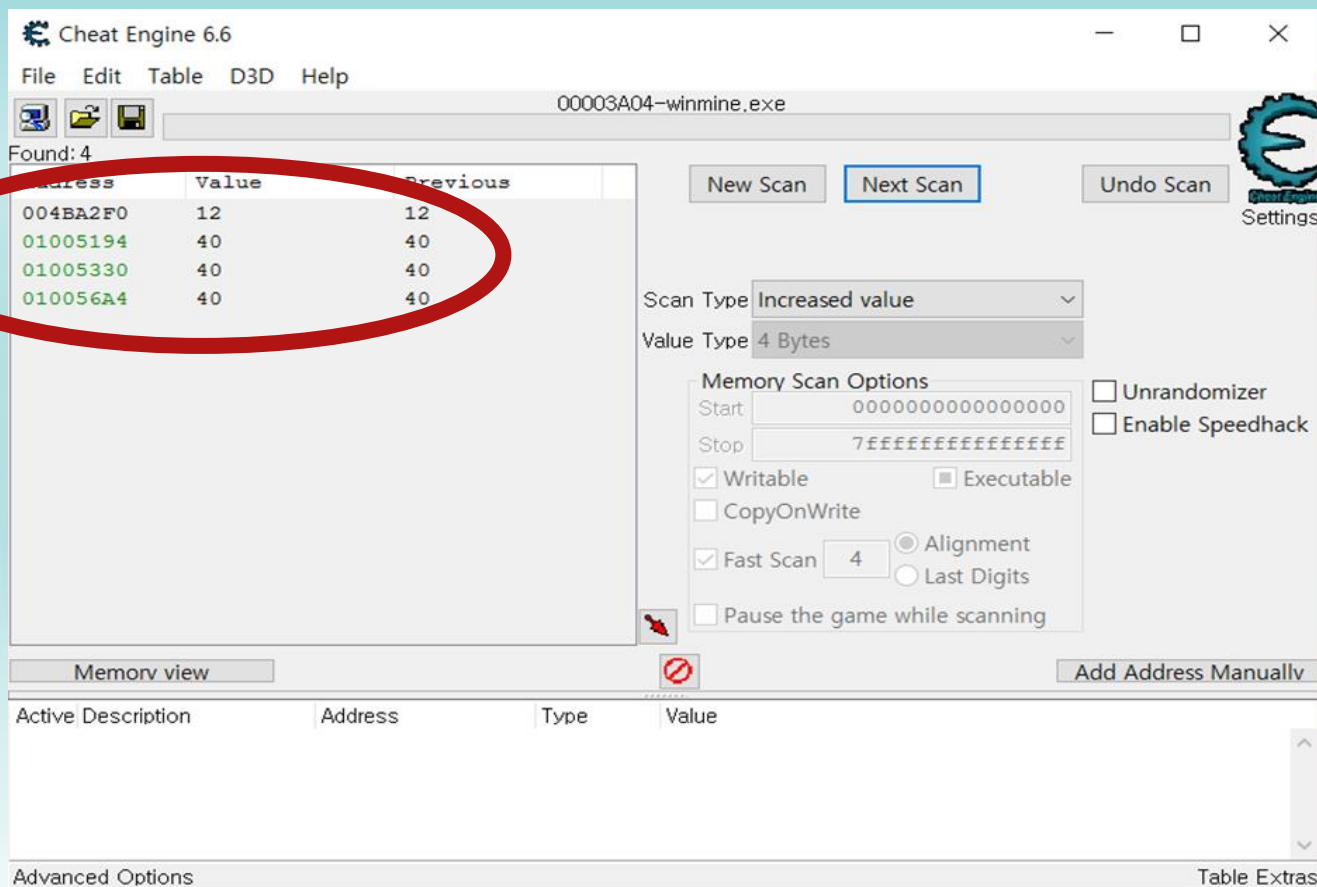 Cheat Engine 6.6
File Edit Table D3D Help
00003A04-winmine.exe
Found: 4
Value Previous
004BA2F0 12 12
01005194 40 40
01005330 40 40
010056A4 40 40
New Scan Next Scan Undo Scan
Cheat Engine
Settings
Scan Type Increased value
Value Type 4 Bytes
Memory Scan Options
Start 0000000000000000
Stop 7fffffffffffffff
Writable Executable
CopyOnWrite
Fast Scan 4 Alignment
Last Digits
Pause the game while scanning
Unrandomizer
Enable Speedhack
Memory view Add Address Manually
Active Description Address Type Value
Advanced Options Table Extras